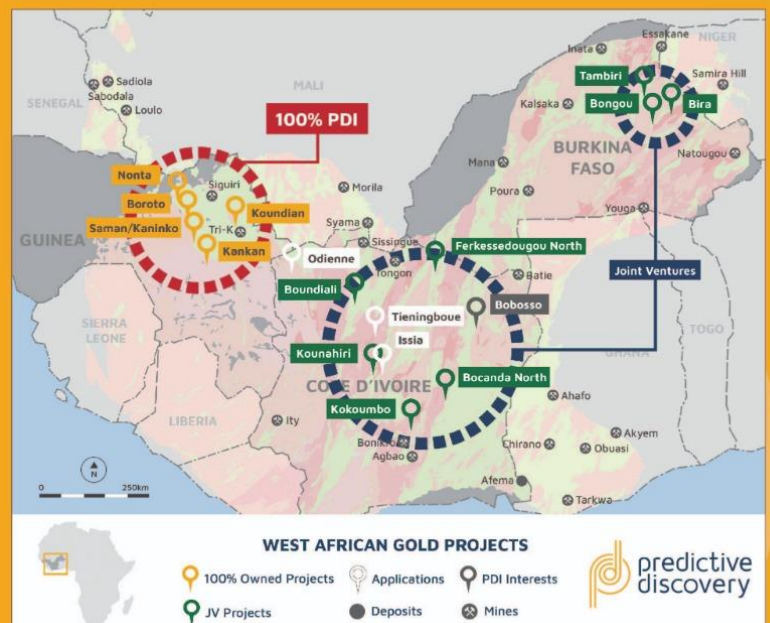 Essakane
NIGER
Inata
Tambiri
Samira Hill
Sadiola
Sabodala
Loulo
SENEGAL
MALI
Kalsaka
Bongou
Bira
100% PDI
BURKINA
FASO
Natougou
Mana
Nonta
Siguiri
Morila
Poura
Boroto
Koundian
Youga
Saman/Kaninko
Tri-K
Syama
GUINEA
Kankan
Sissingue
Ferkessedougou North
Odienne
Tongon
Batie
Joint Ventures
Boundiali
Bobosso
Tieningboue
SIERRA
LEONE
Issia
Kounahiri
GHANA
TOGO
COTE D'IVOIRE
Bocanda North
Ahafo
LIBERIA
Ity
Kokoumbo
Akyem
Bonikro
Chirano
Obuasi
Agbao
Afema
Tarkwa
N
0
250km
WEST AFRICAN GOLD PROJECTS
100% Owned Projects
Applications
PDI Interests
JV Projects
Deposits
Mines
predictive
discovery